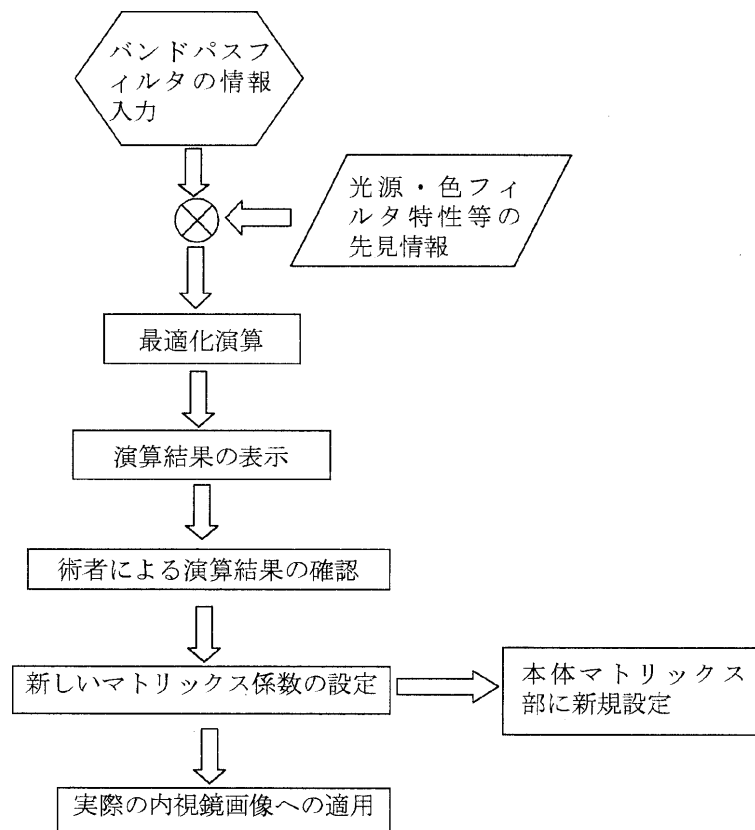 バンドパスフ
ィルタの情報
入力
光源・色フィ
ルタ特性等の
先見情報
最適化演算
演算結果の表示
術者による演算結果の確認
新しいマトリックス係数の設定
本体マトリックス
部に新規設定
実際の内視鏡画像への適用